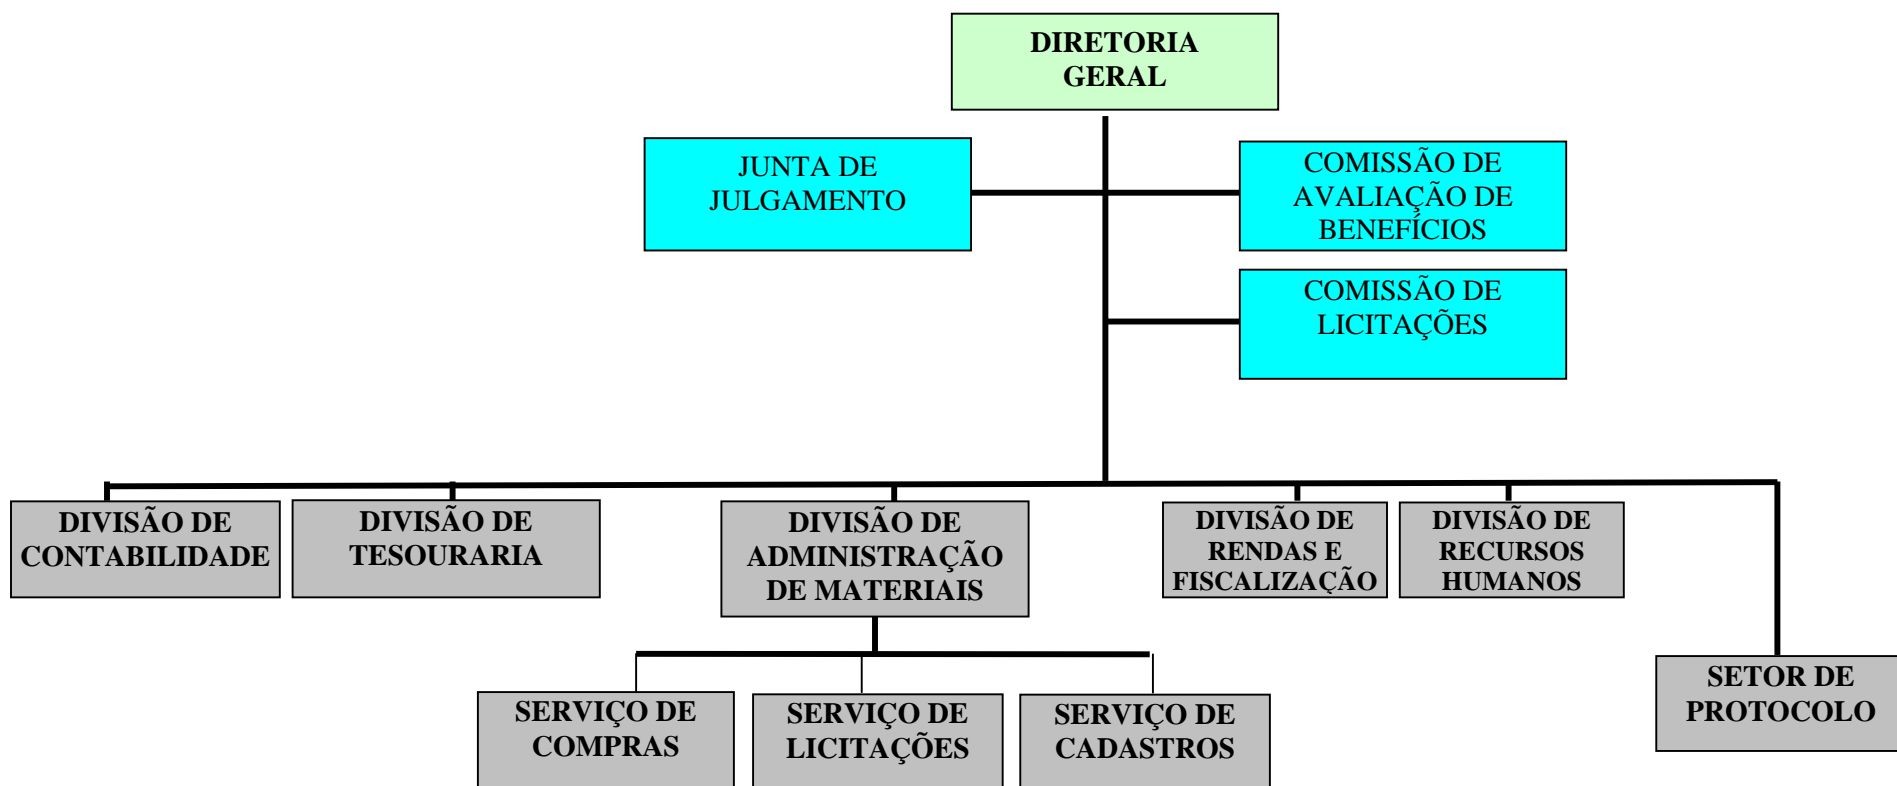 DIRETORIA
GERAL
JUNTA DE
JULGAMENTO
COMISSÃO DE
AVALIAÇÃO DE
BENEFÍCIOS
COMISSÃO DE
LICITAÇÕES
DIVISÃO DE
CONTABILIDADE
DIVISÃO DE
TESOURARIA
DIVISÃO DE
ADMINISTRAÇÃO
DE MATERIAIS
DIVISÃO DE
RENDAS E
FISCALIZAÇÃO
DIVISÃO DE
RECURSOS
HUMANOS
SERVIÇO DE
COMPRAS
SERVIÇO DE
LICITAÇÕES
SERVIÇO DE
CADASTROS
SETOR DE
PROTOCOLO